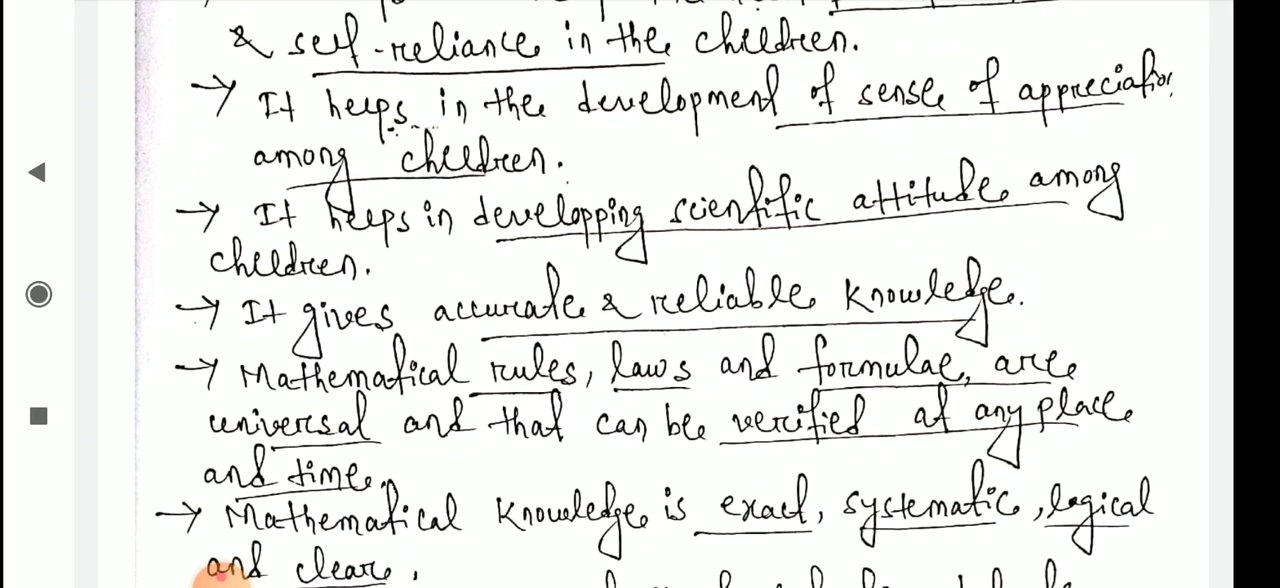 & self-reliance in the children.
→ It helps in the development of sense of appreciation
among children.
→ It helps in developping scientific attitude among
children.
→ It gives accurate & reliable knowledge.
→ Mathematical rules, laws and formulae, are
universal and that can be verified at any place
and time.
→ Mathematical knowledge is exact, systematic, logical
and clear.